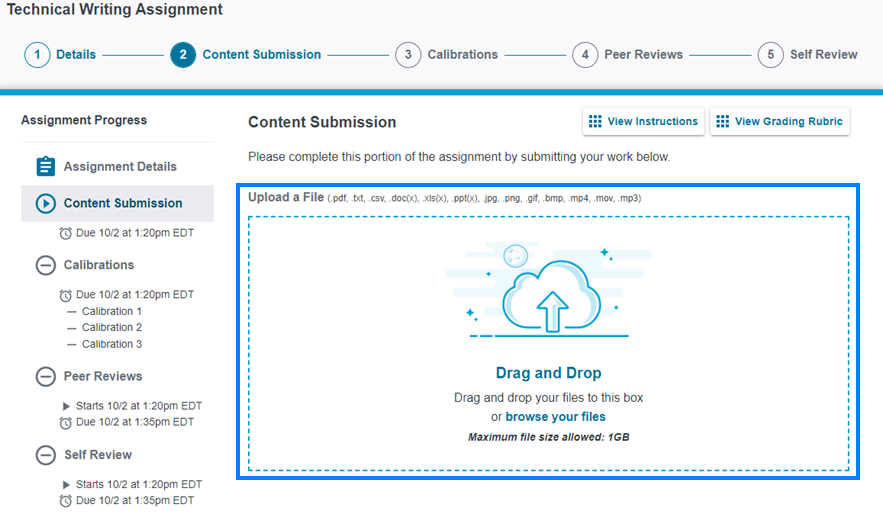 Technical Writing Assignment
1 Details 2 Content Submission 3 Calibrations 4 Peer Reviews 5 Self Review
Assignment Progress
Assignment Details
Content Submission
Due 10/2 at 1:20pm EDT
Calibrations
Due 10/2 at 1:20pm EDT
Calibration 1
Calibration 2
Calibration 3
Peer Reviews
Starts 10/2 at 1:20pm EDT
Due 10/2 at 1:35pm EDT
Self Review
Starts 10/2 at 1:20pm EDT
Due 10/2 at 1:35pm EDT
Content Submission
View Instructions
View Grading Rubric
Please complete this portion of the assignment by submitting your work below.
Upload a File (.pdf, .txt, .csv, .doc(x), .xls(x), .ppt(x), .jpg, .png, .gif, .bmp, .mp4, .mov, .mp3)
Drag and Drop
Drag and drop your files to this box
or browse your files
Maximum file size allowed: 1GB